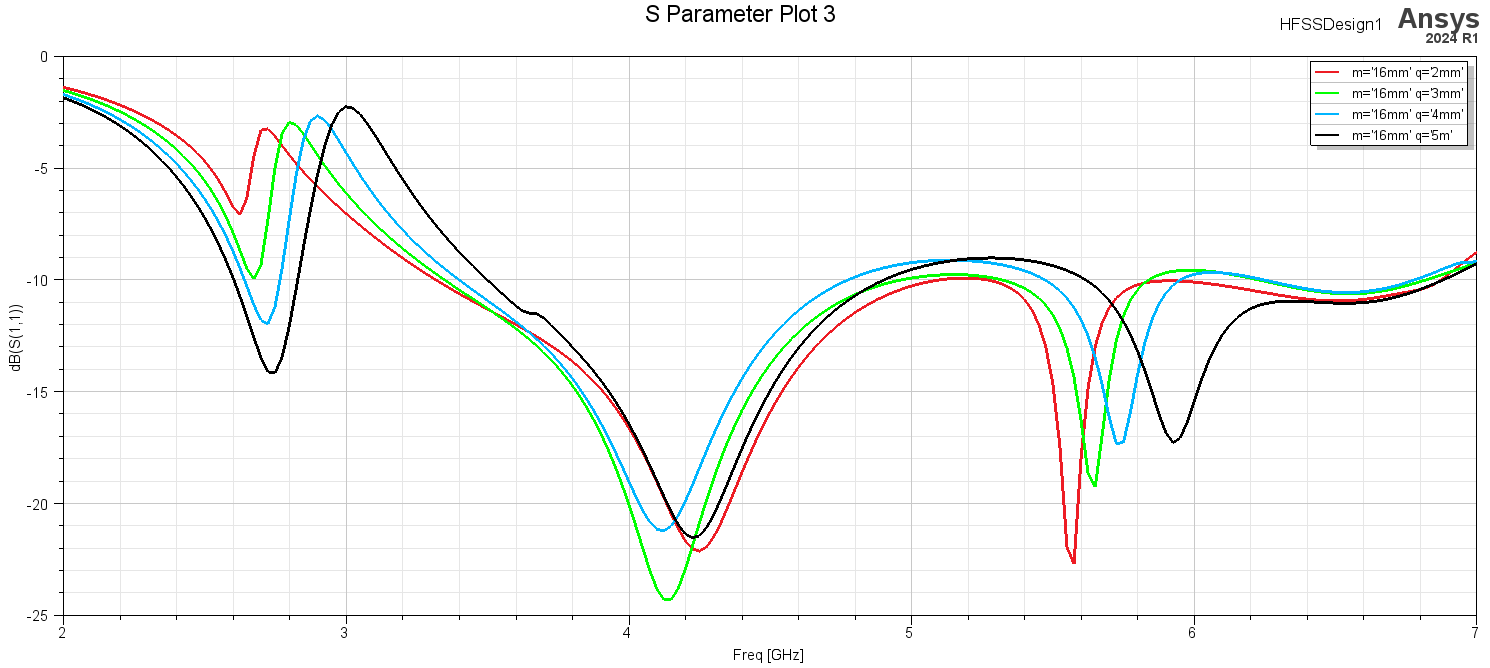 S Parameter Plot 3
HFSSDesign1
Ansys
2024 R1
m='16mm' q='2mm'
m='16mm' q='3mm'
m='16mm' q='4mm'
m='16mm' q='5m'
0
-5
-10
-15
-20
-25
dB(S(1,1))
2
3
4
5
6
7
Freq [GHz]